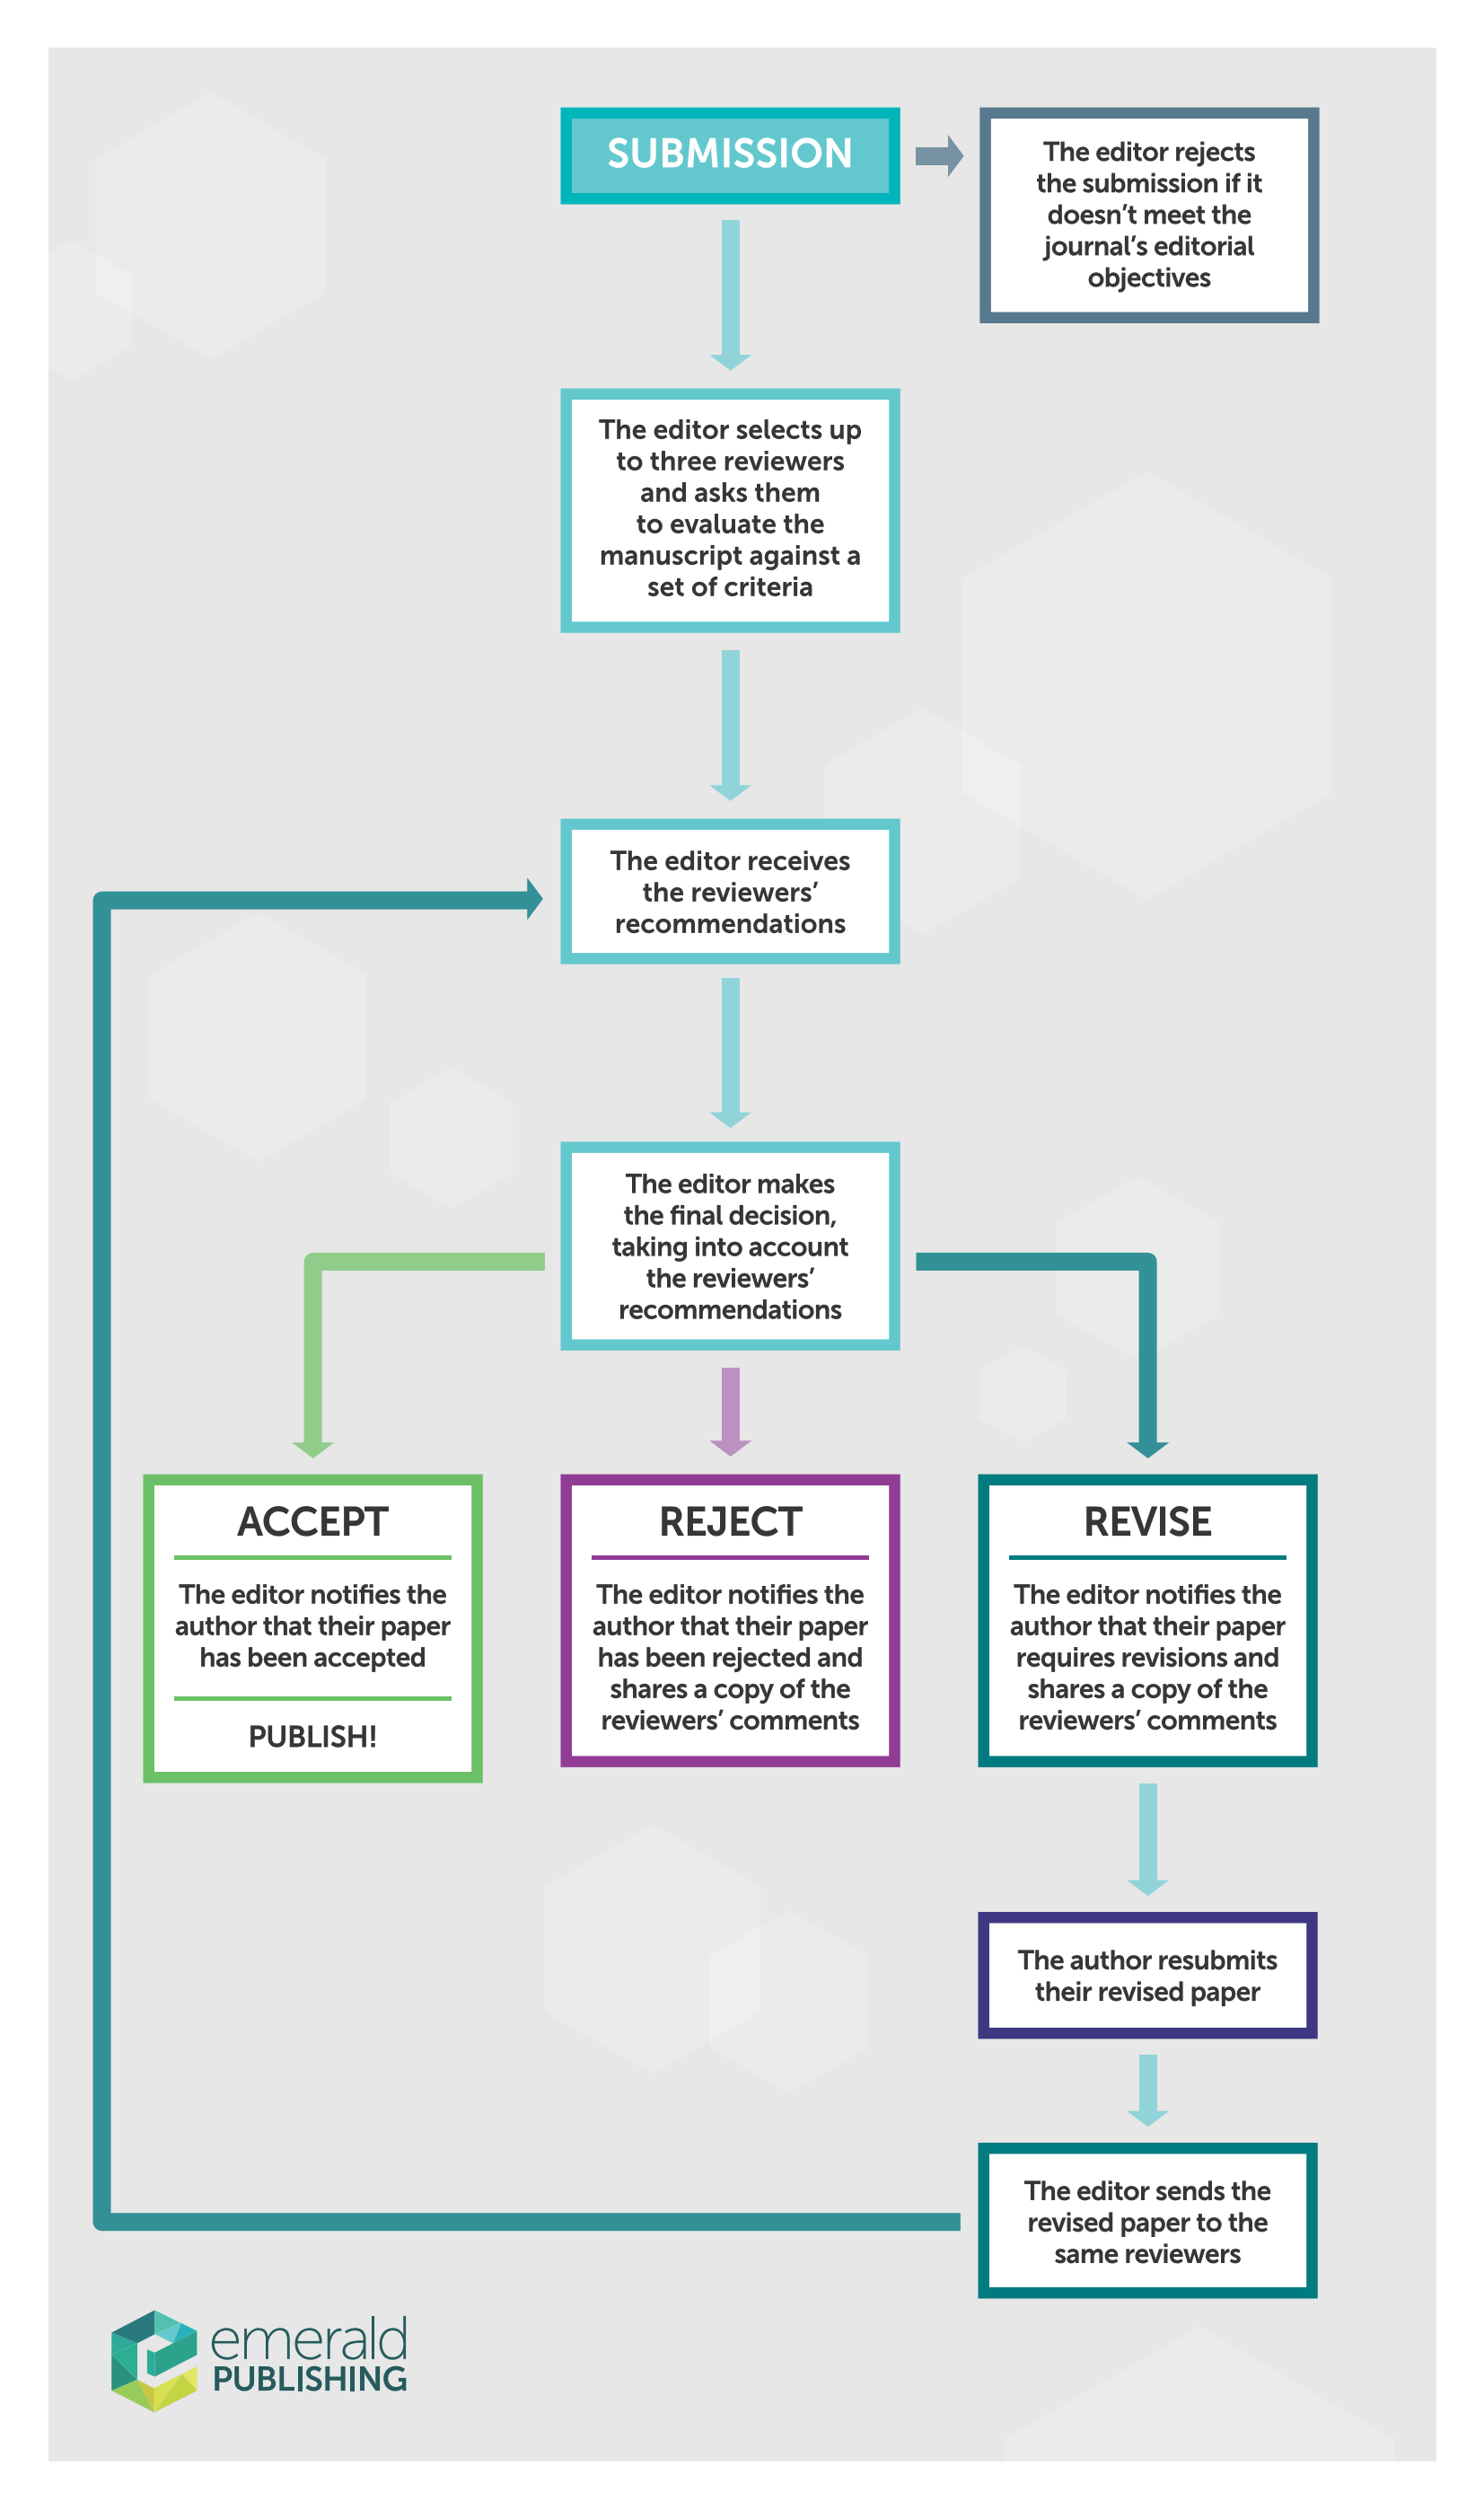 SUBMISSION
The editor rejects
the submission if it
doesn’t meet the
journal’s editorial
objectives
The editor selects up
to three reviewers
and asks them
to evaluate the
manuscript against a
set of criteria
The editor receives
the reviewers’
recommendations
The editor makes
the final decision,
taking into account
the reviewers’
recommendations
ACCEPT
The editor notifies the
author that their paper
has been accepted
PUBLISH!
REJECT
The editor notifies the
author that their paper
has been rejected and
shares a copy of the
reviewers’ comments
REVISE
The editor notifies the
author that their paper
requires revisions and
shares a copy of the
reviewers’ comments
The author resubmits
their revised paper
The editor sends the
revised paper to the
same reviewers
emerald
PUBLISHING